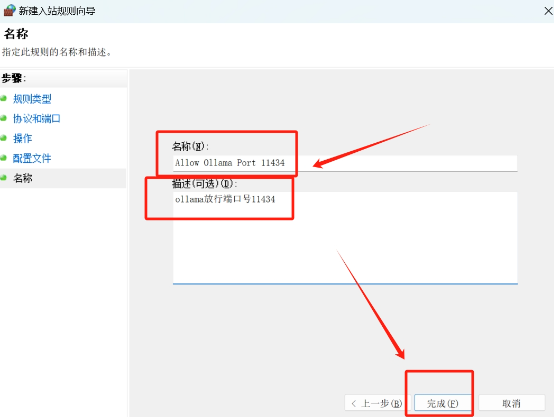 新建入站规则向导
名称
指定此规则的名称和描述。
步骤:
规则类型
协议和端口
操作
配置文件
名称
名称(N):
Allow Ollama Port 11434
描述(可选)(D):
ollama放行端口号11434
< 上一步(B)
完成(F)
取消